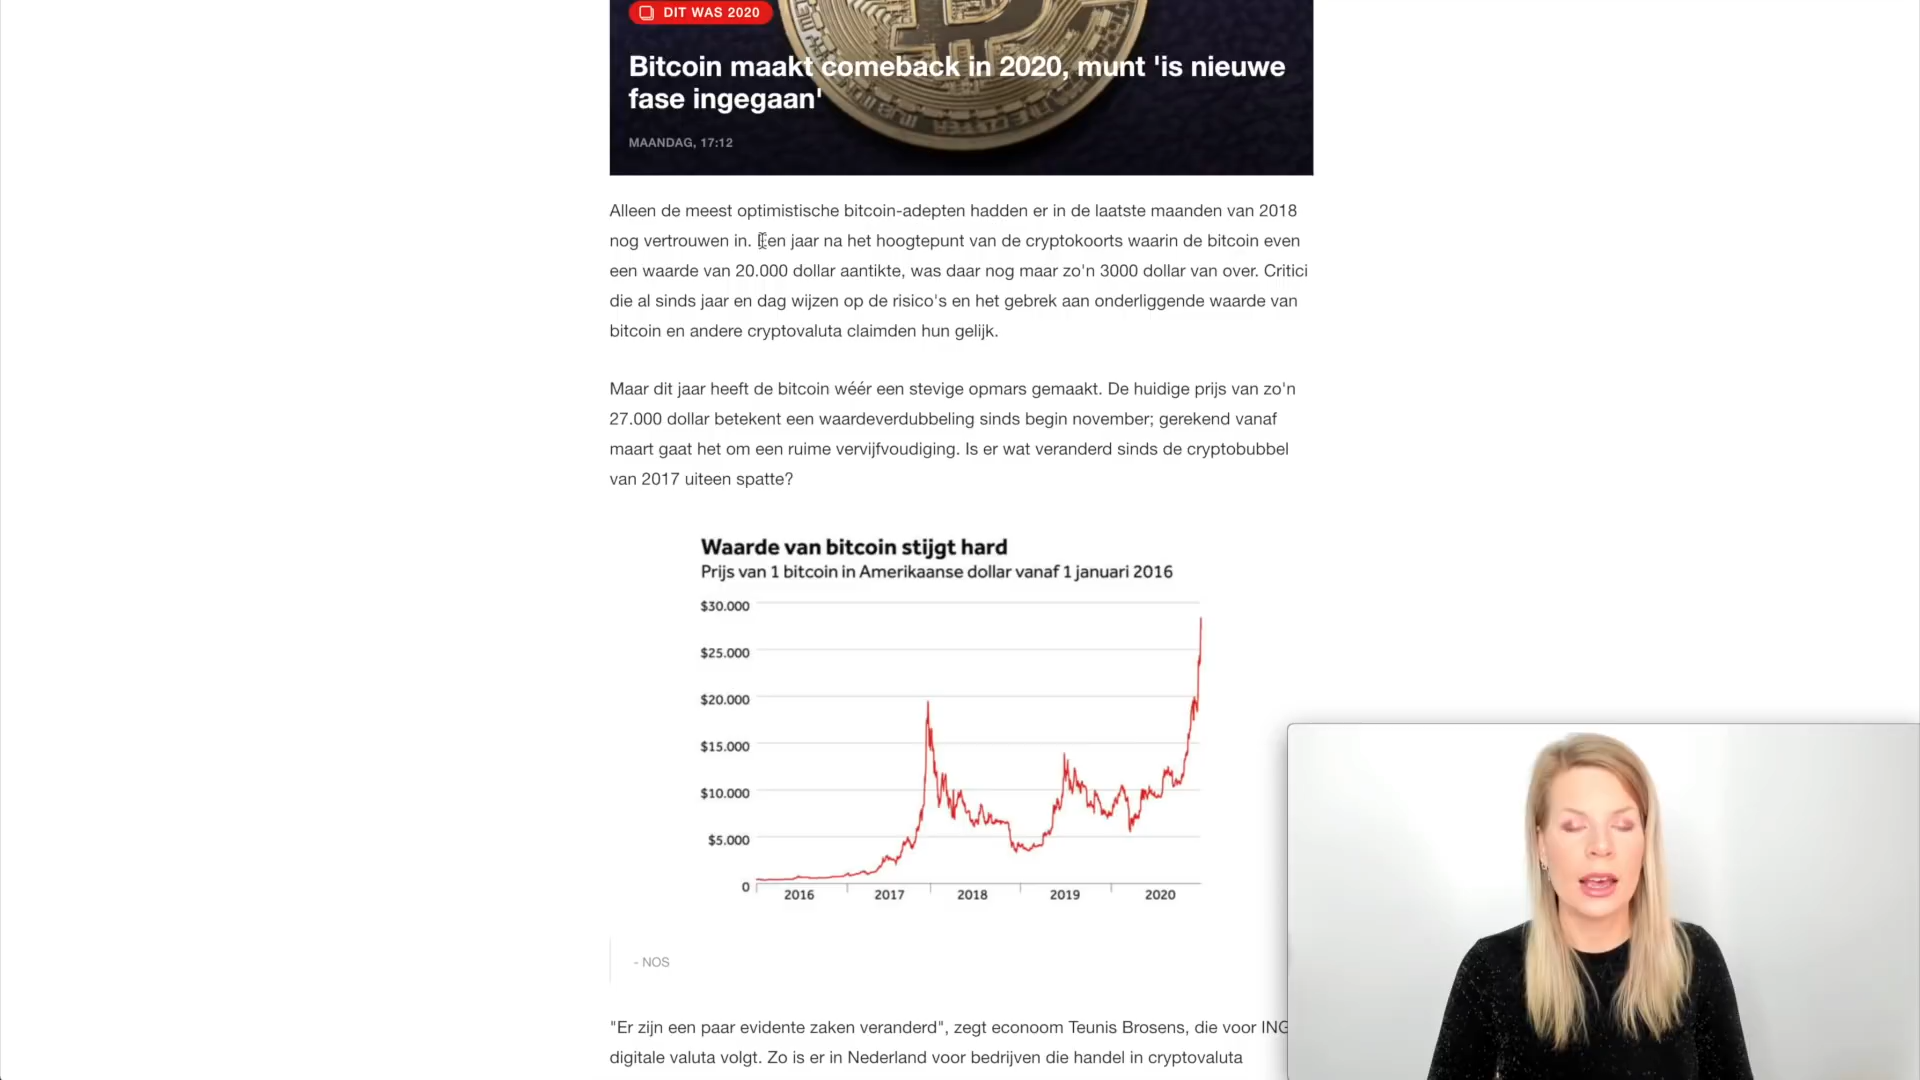 DIT WAS 2020
Bitcoin maakt comeback in 2020, munt 'is nieuwe
fase ingegaan'
MAANDAG, 17:12
Alleen de meest optimistische bitcoin-adepten hadden er in de laatste maanden van 2018
nog vertrouwen in. Een jaar na het hoogtepunt van de cryptokoorts waarin de bitcoin even
een waarde van 20.000 dollar aantikte, was daar nog maar zo'n 3000 dollar van over. Critici
die al sinds jaar en dag wijzen op de risico's en het gebrek aan onderliggende waarde van
bitcoin en andere cryptovaluta claimden hun gelijk.
Maar dit jaar heeft de bitcoin wéér een stevige opmars gemaakt. De huidige prijs van zo'n
27.000 dollar betekent een waardeverdubbeling sinds begin november; gerekend vanaf
maart gaat het om een ruime vervijfvoudiging. Is er wat veranderd sinds de cryptobubbel
van 2017 uiteen spatte?
Waarde van bitcoin stijgt hard
Prijs van 1 bitcoin in Amerikaanse dollar vanaf 1 januari 2016
$30.000
$25.000
$20.000
$15.000
$10.000
$5.000
0
2016 2017 2018 2019 2020
- NOS
"Er zijn een paar evidente zaken veranderd", zegt econoom Teunis Brosens, die voor ING
digitale valuta volgt. Zo is er in Nederland voor bedrijven die handel in cryptovaluta